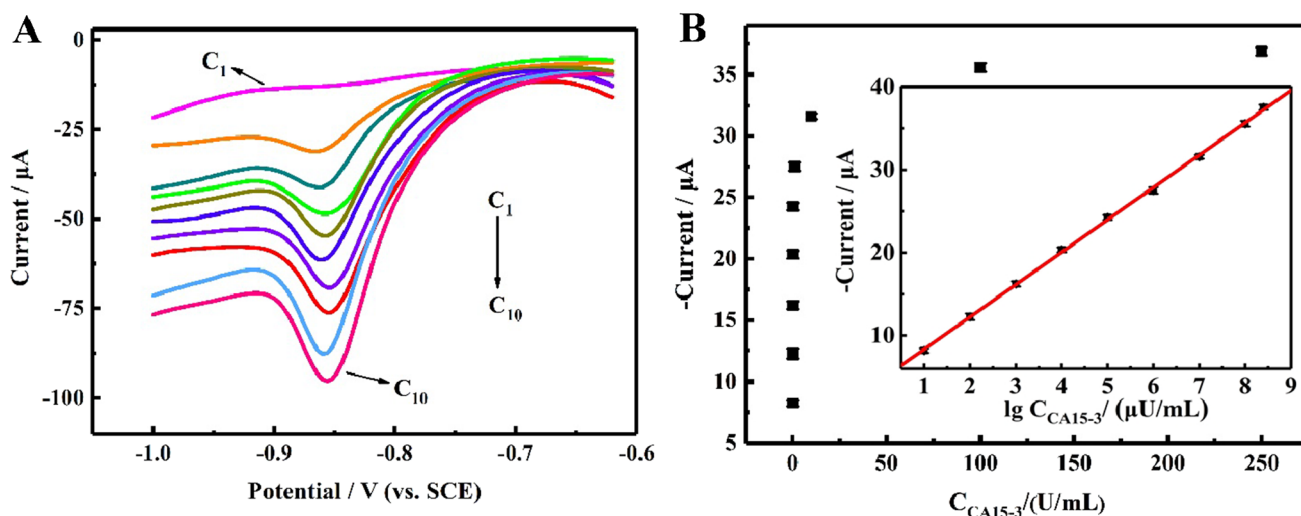 A
0
-25
-50
-75
-100
Current / μA
C1
C1
C10
C10
-1.0 -0.9 -0.8 -0.7 -0.6
Potential / V (vs. SCE)
B
35
30
25
20
15
10
5
-Current / μA
0 50 100 150 200 250
CCA15-3/(U/mL)
40
30
20
10
-Current / μA
1 2 3 4 5 6 7 8 9
lg CCA15-3/ (μU/mL)